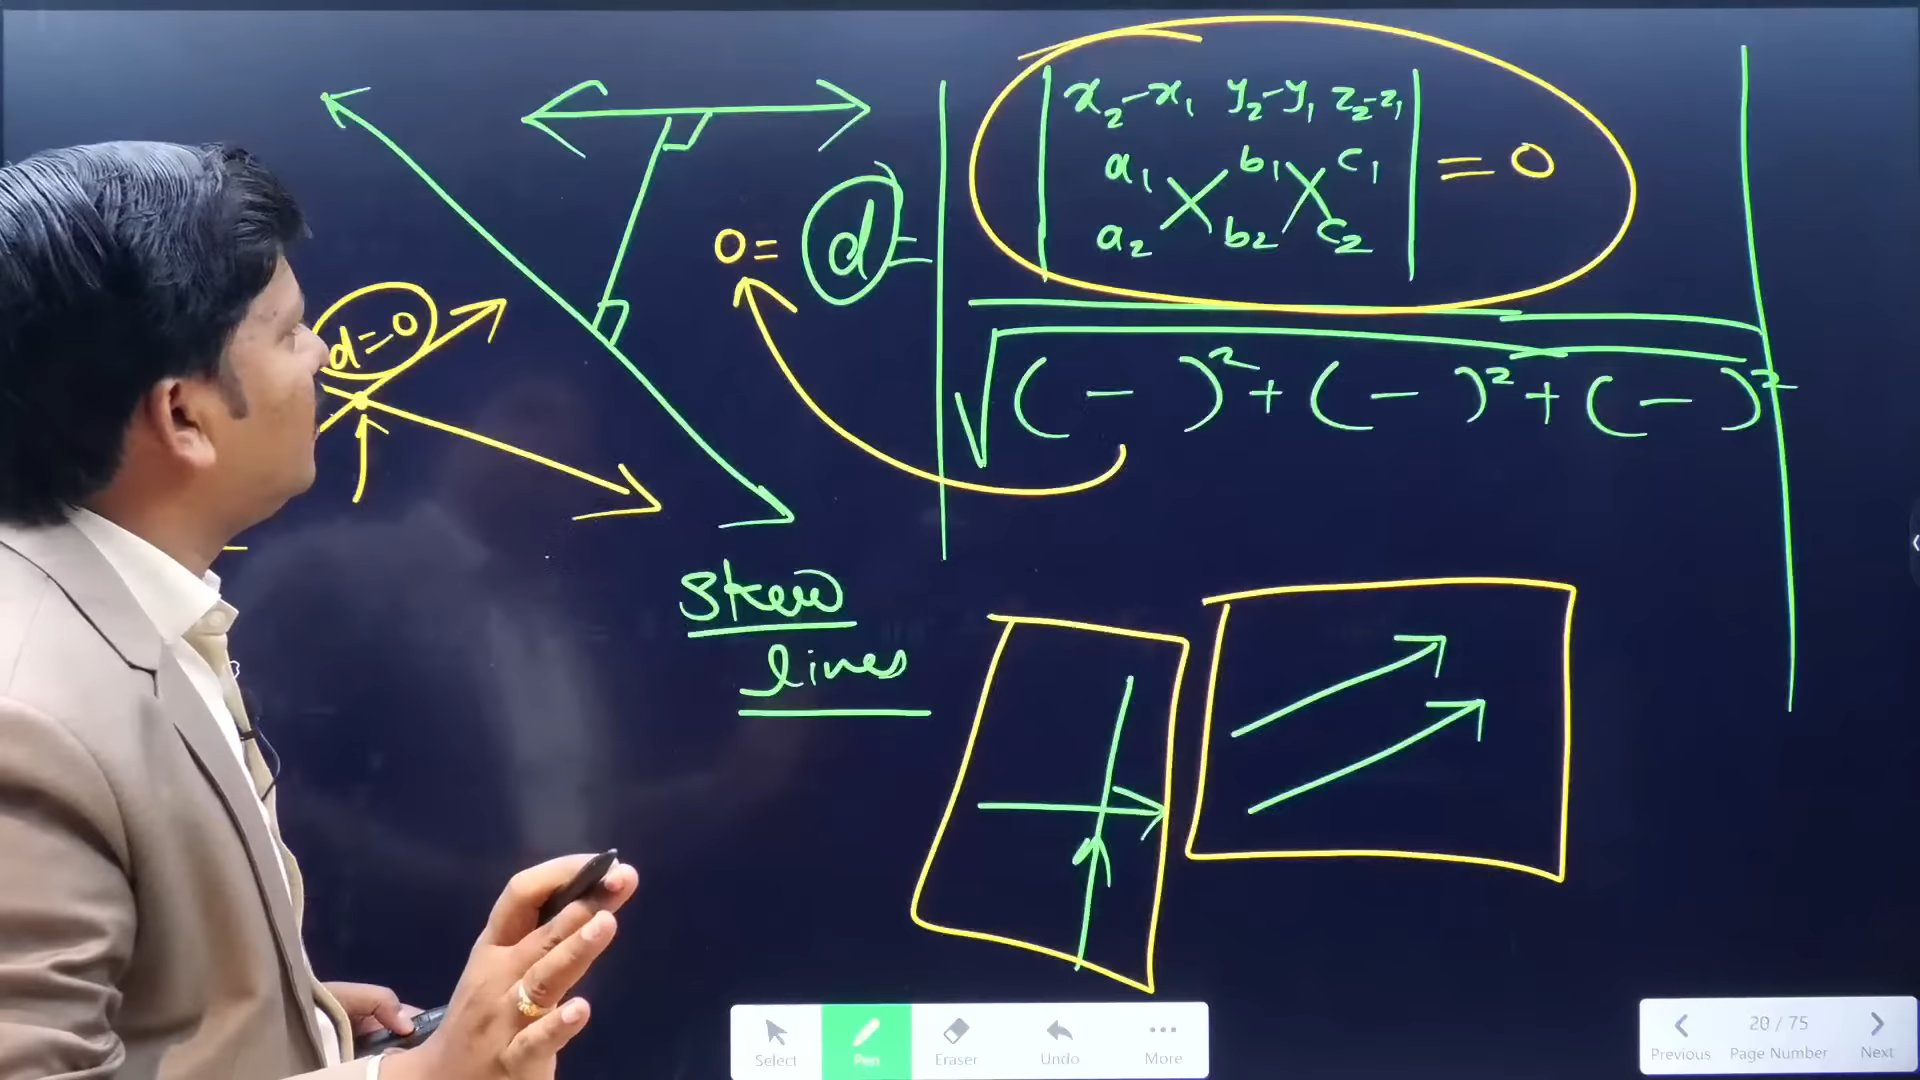 x₂-x₁ y₂-y₁ z₂-z₁
a₁ b₁ c₁ = 0
a₂ b₂ c₂
0 = d =
√( - )² + ( - )² + ( - )²
d=0
Skew
lines
Select Pen Eraser Undo More
20 / 75
Previous Page Number Next